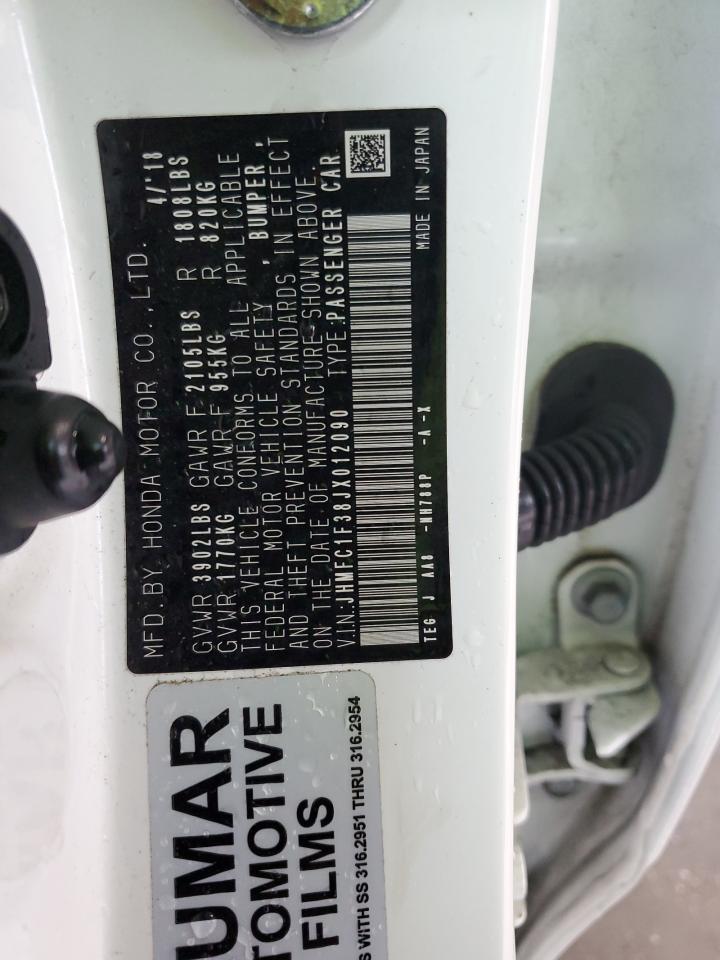 MFD. BY HONDA MOTOR CO., LTD. 4/'18
GVWR 3902LBS GAWR F 2105LBS R 1808LBS
GVWR 1770KG GAWR F 955KG R 820KG
THIS VEHICLE CONFORMS TO ALL APPLICABLE
FEDERAL MOTOR VEHICLE SAFETY , BUMPER ,
AND THEFT PREVENTION STANDARDS IN EFFECT
ON THE DATE OF MANUFACTURE SHOWN ABOVE.
V.I.N.: JHMFC1F38JX012090 TYPE: PASSENGER CAR
TEG J AA8 -NH788P -A -X MADE IN JAPAN
UMAR
TOMOTIVE
FILMS
S WITH SS 316.2951 THRU 316.2954